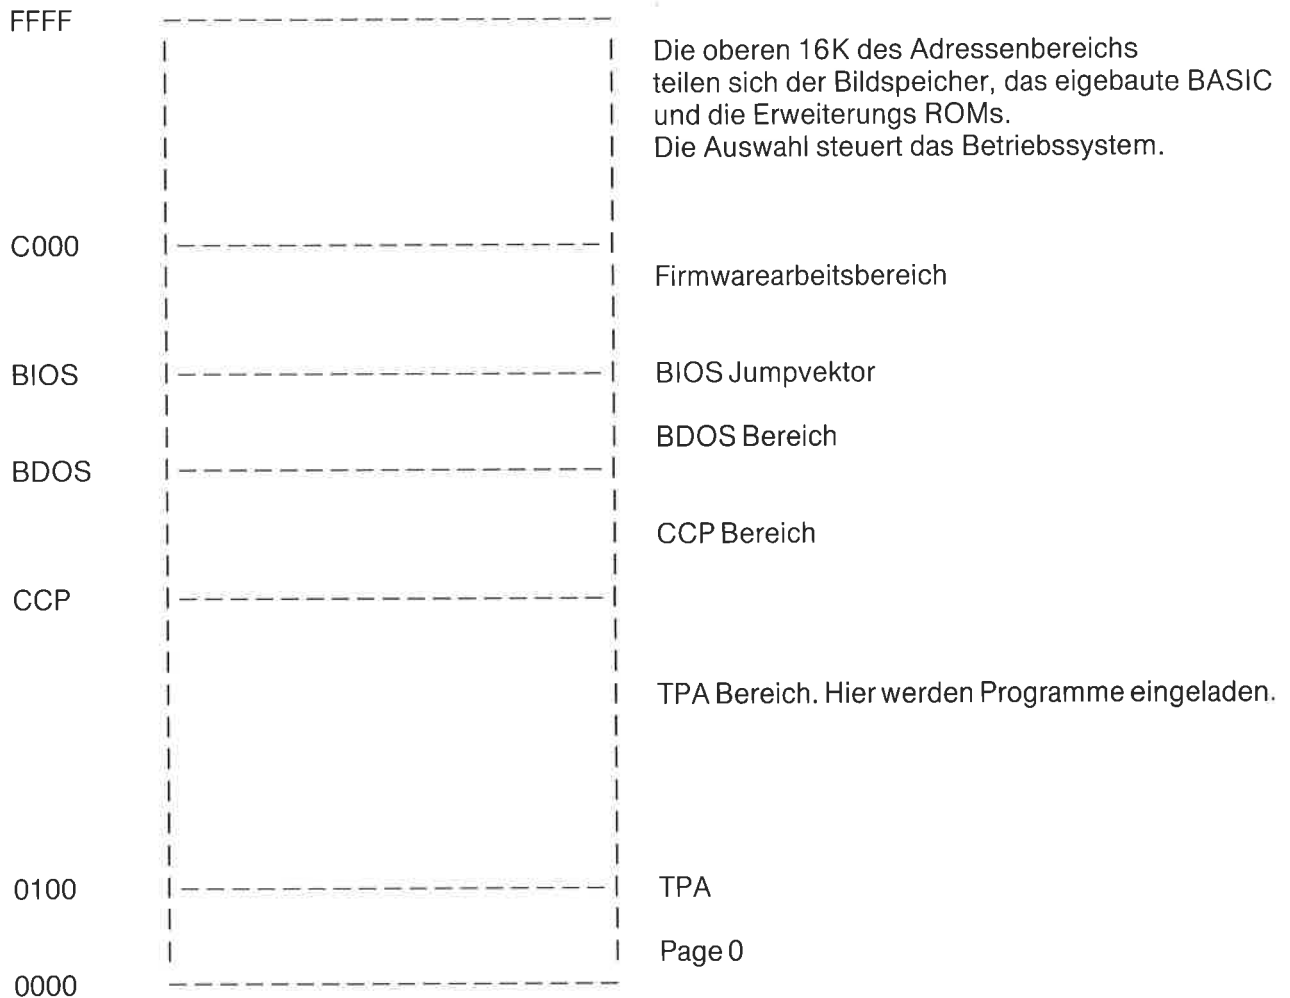 FFFF
Die oberen 16K des Adressenbereichs
teilen sich der Bildspeicher, das eigebaute BASIC
und die Erweiterungs ROMs.
Die Auswahl steuert das Betriebssystem.
C000
Firmwarearbeitsbereich
BIOS BIOS Jumpvektor
BDOS Bereich
BDOS
CCP Bereich
CCP
TPA Bereich. Hier werden Programme eingeladen.
0100 TPA
Page 0
0000